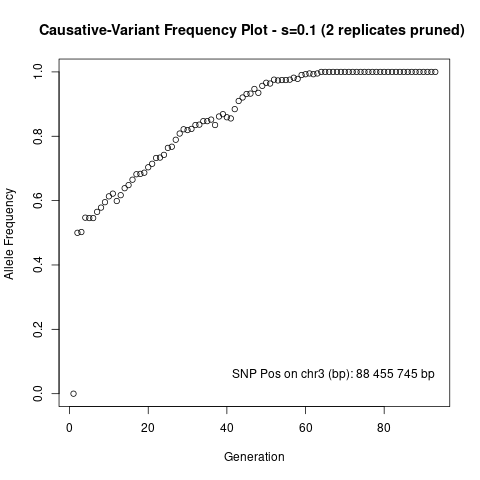 Causative-Variant Frequency Plot - s=0.1 (2 replicates pruned)
1.0
0.8
0.6
0.4
0.2
0.0
Allele Frequency
SNP Pos on chr3 (bp): 88 455 745 bp
0 20 40 60 80
Generation